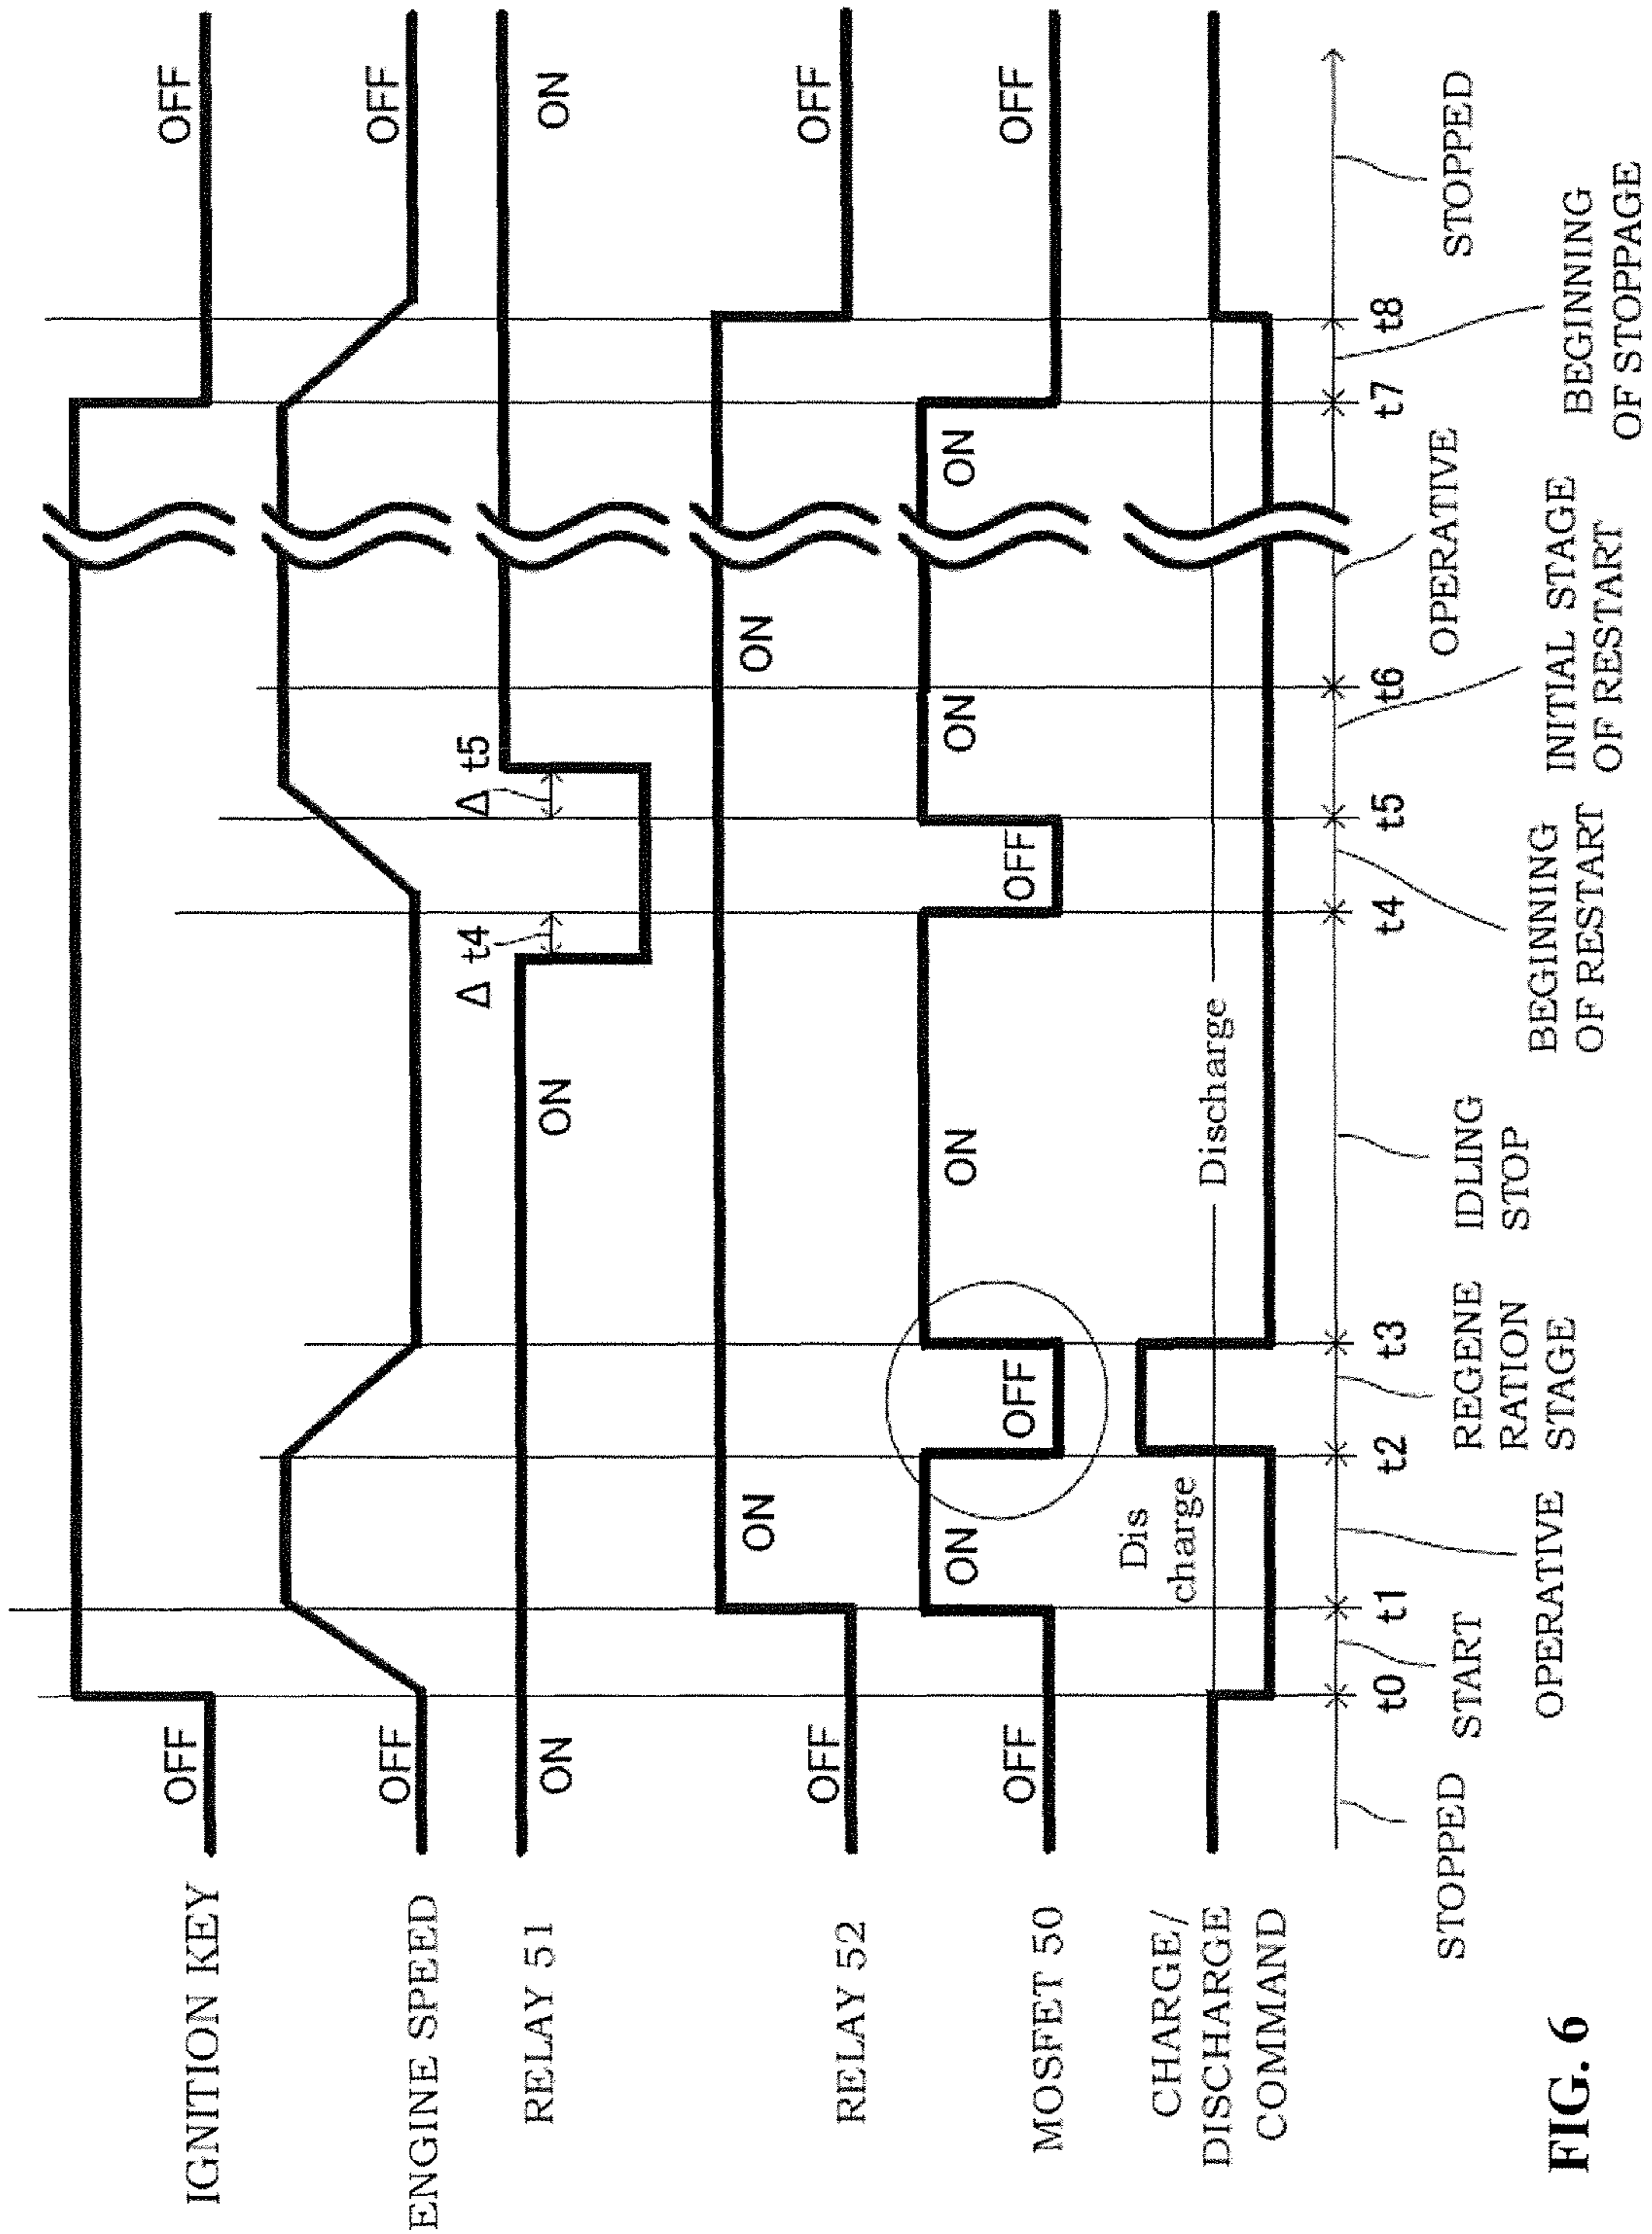 IGNITION KEY
OFF
OFF
ENGINE SPEED
OFF
OFF
RELAY 51
ON
ON
Δ t4
Δ t5
ON
RELAY 52
OFF
ON
ON
OFF
MOSFET 50
OFF
ON
OFF
ON
OFF
ON
ON
OFF
CHARGE/
DISCHARGE
COMMAND
Dis
charge
Discharge
t0
t1
t2
t3
t4
t5
t6
t7
t8
STOPPED
START
OPERATIVE
REGENE
RATION
STAGE
IDLING
STOP
BEGINNING
OF RESTART
INITIAL STAGE
OF RESTART
OPERATIVE
BEGINNING
OF STOPPAGE
STOPPED
FIG. 6